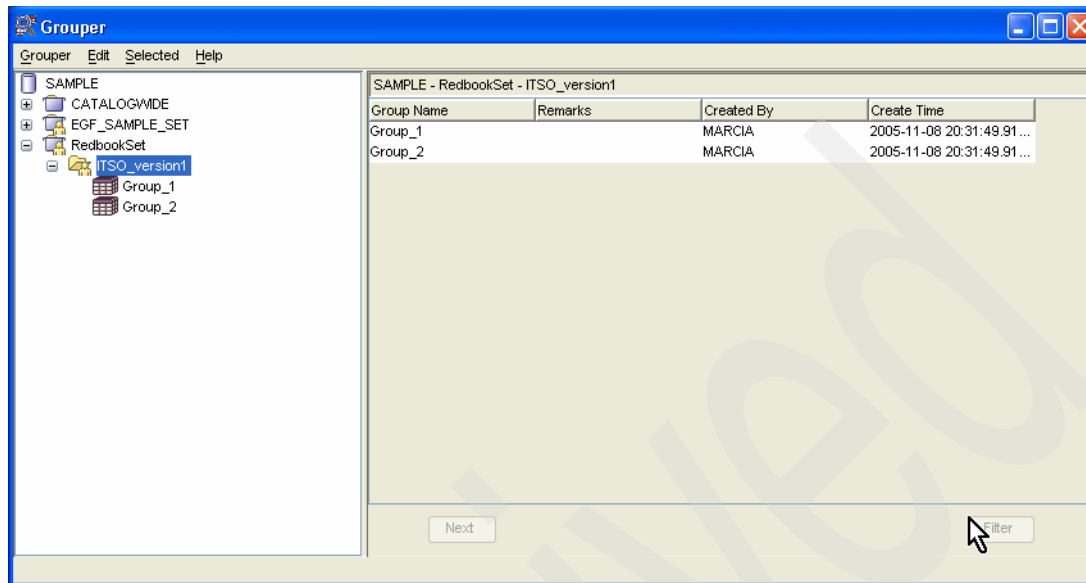 Grouper
Grouper Edit Selected Help
SAMPLE
CATALOGWIDE
EGF_SAMPLE_SET
RedbookSet
ITSO_version1
Group_1
Group_2
SAMPLE - RedbookSet - ITSO_version1
Group Name Remarks Created By Create Time
Group_1 MARCIA 2005-11-08 20:31:49.91...
Group_2 MARCIA 2005-11-08 20:31:49.91...
Next Filter